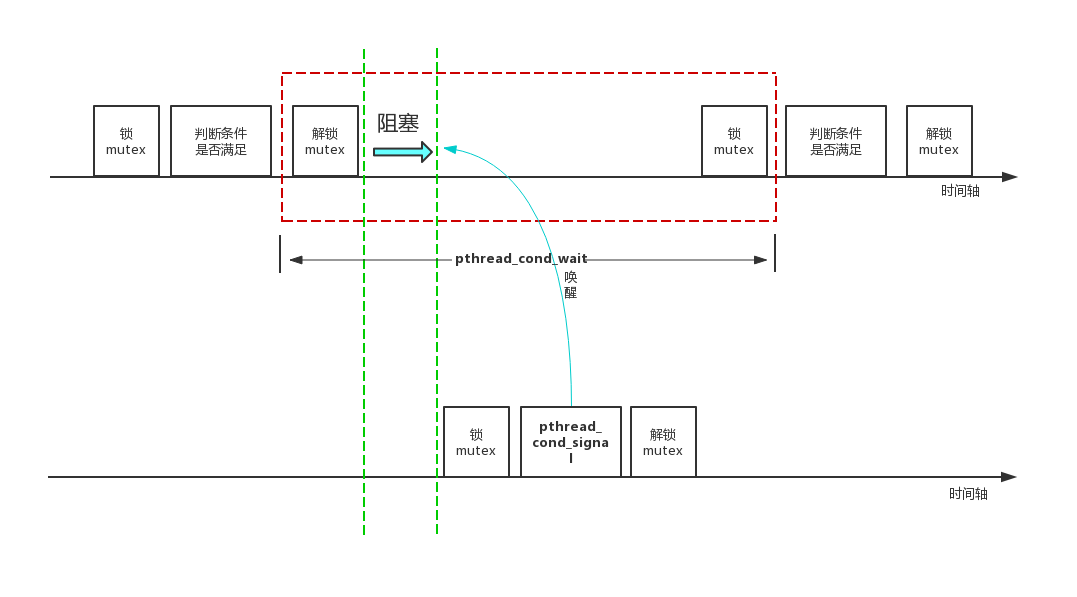 阻塞
锁
mutex
判断条件
是否满足
解锁
mutex
锁
mutex
判断条件
是否满足
解锁
mutex
时间轴
pthread_cond_wait
唤
醒
锁
mutex
pthread_
cond_signa
l
解锁
mutex
时间轴